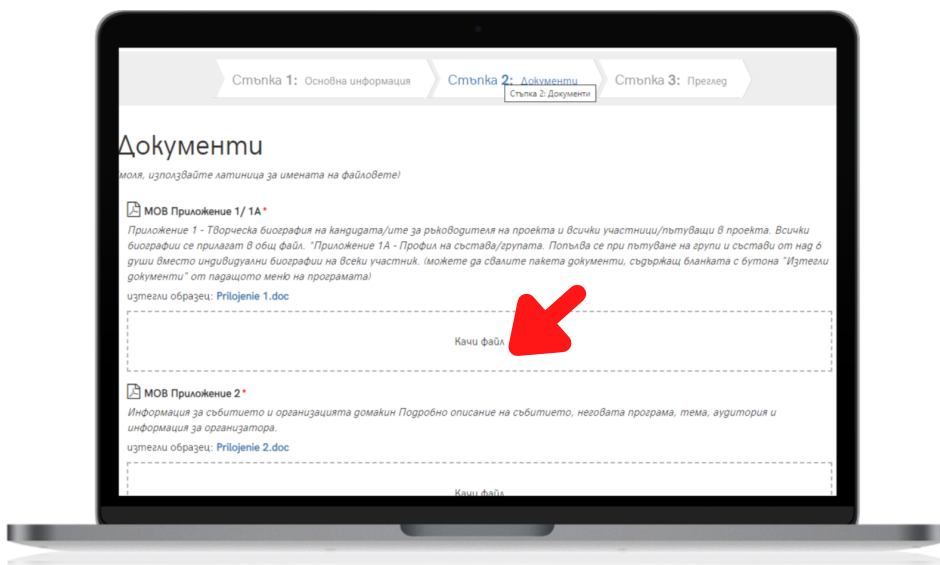 Стъпка 1: Основна информация Стъпка 2: Документи Стъпка 3: Преглед
Стъпка 2: Документи
Документи
моля, използвайте латиница за имената на файловете!
МОВ Приложение 1/ 1А*
Приложение 1 - Творческа биография на кандидата/ите за ръководителя на проекта и всички участници/пътуващи в проекта. Всички
биографии се прилагат в общ файл. *Приложение 1А - Профил на състава/групата. Попълва се при пътуване на групи и състави от над 6
души вместо индивидуални биографии на всеки участник. (можете да свалите пакета документи, съдържащ бланката с бутона "Изтегли
документи" от падащото меню на програмата)
изтегли образец: Prilojenie 1.doc
Качи файл
МОВ Приложение 2*
Информация за събитието и организацията домакин Подробно описание на събитието, неговата програма, тема, аудитория и
информация за организатора.
изтегли образец: Prilojenie 2.doc
Качи файл